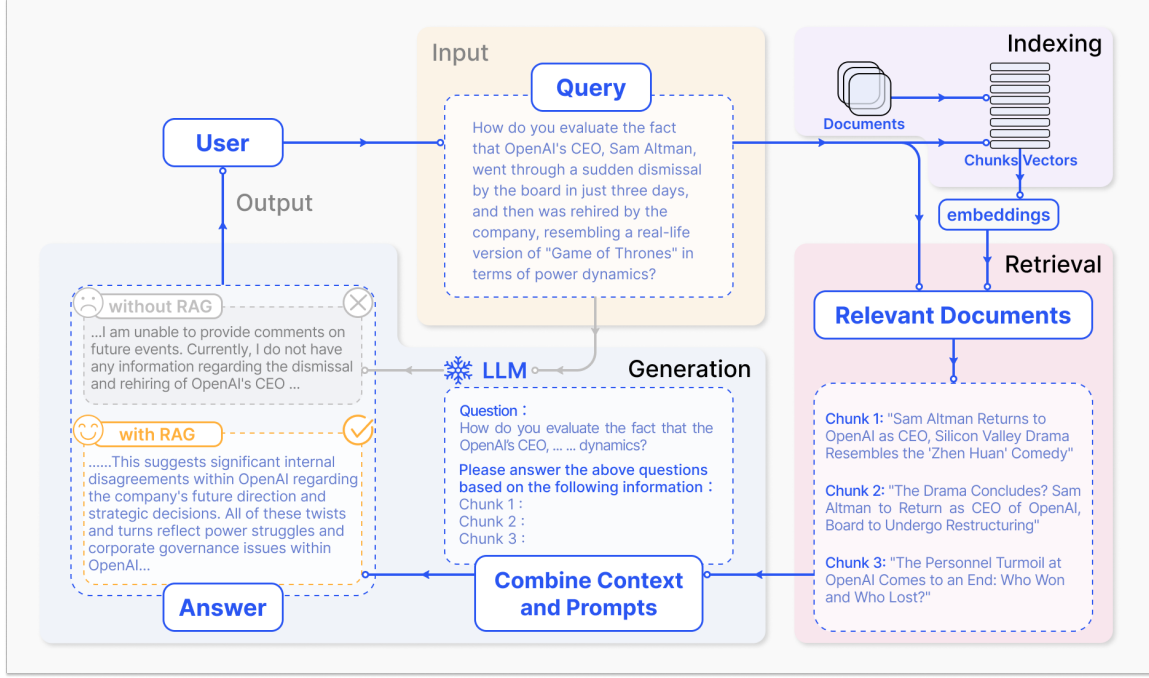 Input
Query
How do you evaluate the fact
that OpenAI's CEO, Sam Altman,
went through a sudden dismissal
by the board in just three days,
and then was rehired by the
company, resembling a real-life
version of "Game of Thrones" in
terms of power dynamics?
Indexing
Documents
Chunks Vectors
embeddings
User
Output
Retrieval
Relevant Documents
Chunk 1: "Sam Altman Returns to
OpenAI as CEO, Silicon Valley Drama
Resembles the 'Zhen Huan' Comedy"
Chunk 2: "The Drama Concludes? Sam
Altman to Return as CEO of OpenAI,
Board to Undergo Restructuring"
Chunk 3: "The Personnel Turmoil at
OpenAI Comes to an End: Who Won
and Who Lost?"
Generation
LLM
Question :
How do you evaluate the fact that the
OpenAI's CEO, ... ... dynamics?
Please answer the above questions
based on the following information :
Chunk 1 :
Chunk 2 :
Chunk 3 :
Combine Context
and Prompts
without RAG
...I am unable to provide comments on
future events. Currently, I do not have
any information regarding the dismissal
and rehiring of OpenAI's CEO ...
with RAG
......This suggests significant internal
disagreements within OpenAI regarding
the company's future direction and
strategic decisions. All of these twists
and turns reflect power struggles and
corporate governance issues within
OpenAI...
Answer